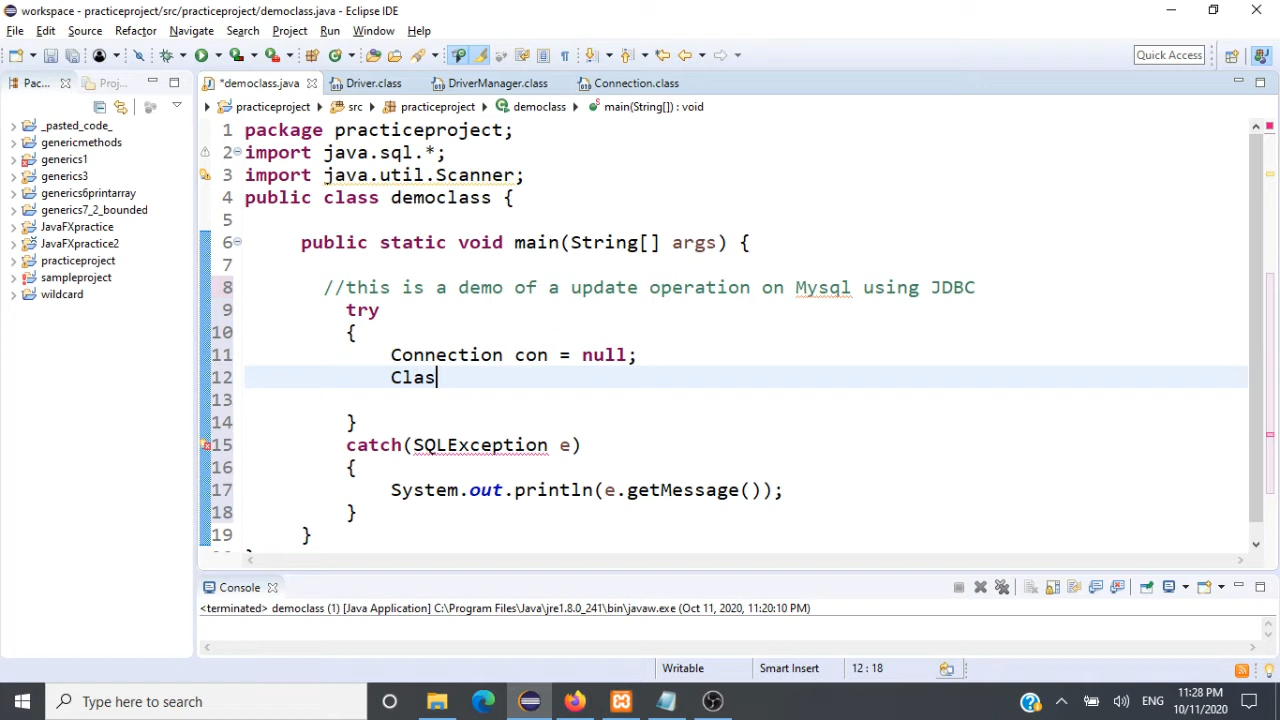 workspace - practiceproject/src/practiceproject/democlass.java - Eclipse IDE
File Edit Source Refactor Navigate Search Project Run Window Help
Quick Access
Pac... Proj... *democlass.java Driver.class DriverManager.class Connection.class
practiceproject src practiceproject democlass main(String[]) : void
_pasted_code_
genericmethods
generics1
generics3
generics6printarray
generics7_2_bounded
JavaFXpractice
JavaFXpractice2
practiceproject
sampleproject
wildcard
1 package practiceproject;
2 import java.sql.*;
3 import java.util.Scanner;
4 public class democlass {
5
6 public static void main(String[] args) {
7
8 //this is a demo of a update operation on Mysql using JDBC
9 try
10 {
11 Connection con = null;
12 Clas
13
14 }
15 catch(SQLException e)
16 {
17 System.out.println(e.getMessage());
18 }
19 }
Console
<terminated> democlass (1) [Java Application] C:\Program Files\Java\jre1.8.0_241\bin\javaw.exe (Oct 11, 2020, 11:20:10 PM)
Writable Smart Insert 12 : 18
Type here to search
ENG 11:28 PM
10/11/2020